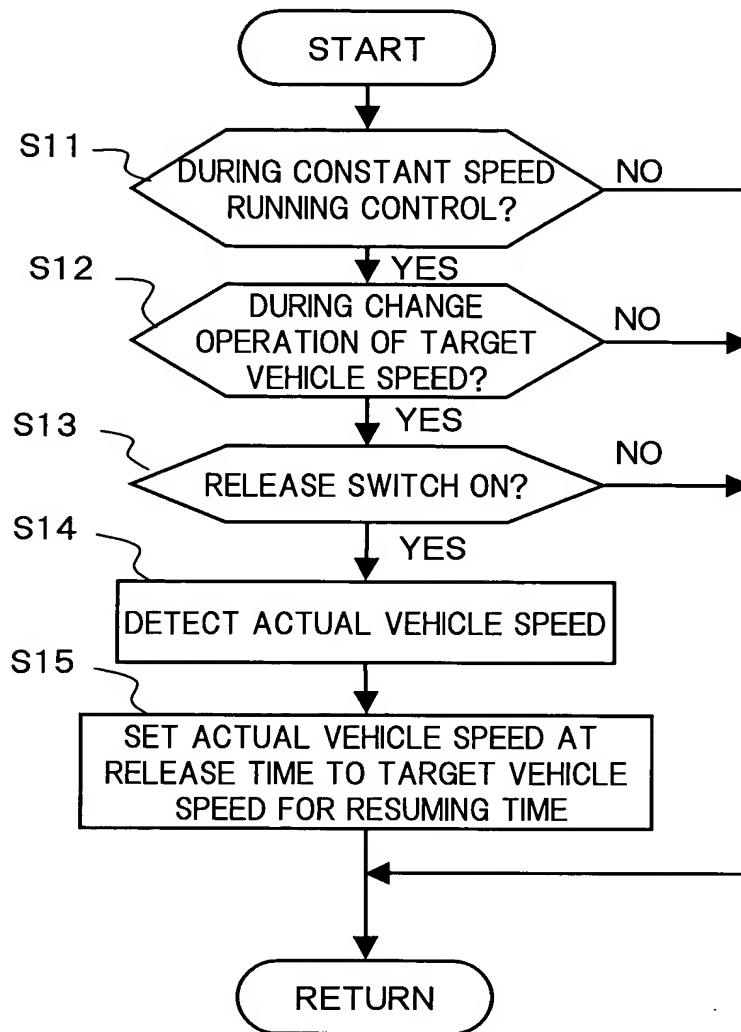 START
S11
DURING CONSTANT SPEED
RUNNING CONTROL?
NO
YES
S12
DURING CHANGE
OPERATION OF TARGET
VEHICLE SPEED?
NO
YES
S13
RELEASE SWITCH ON?
NO
YES
S14
DETECT ACTUAL VEHICLE SPEED
S15
SET ACTUAL VEHICLE SPEED AT
RELEASE TIME TO TARGET VEHICLE
SPEED FOR RESUMING TIME
RETURN